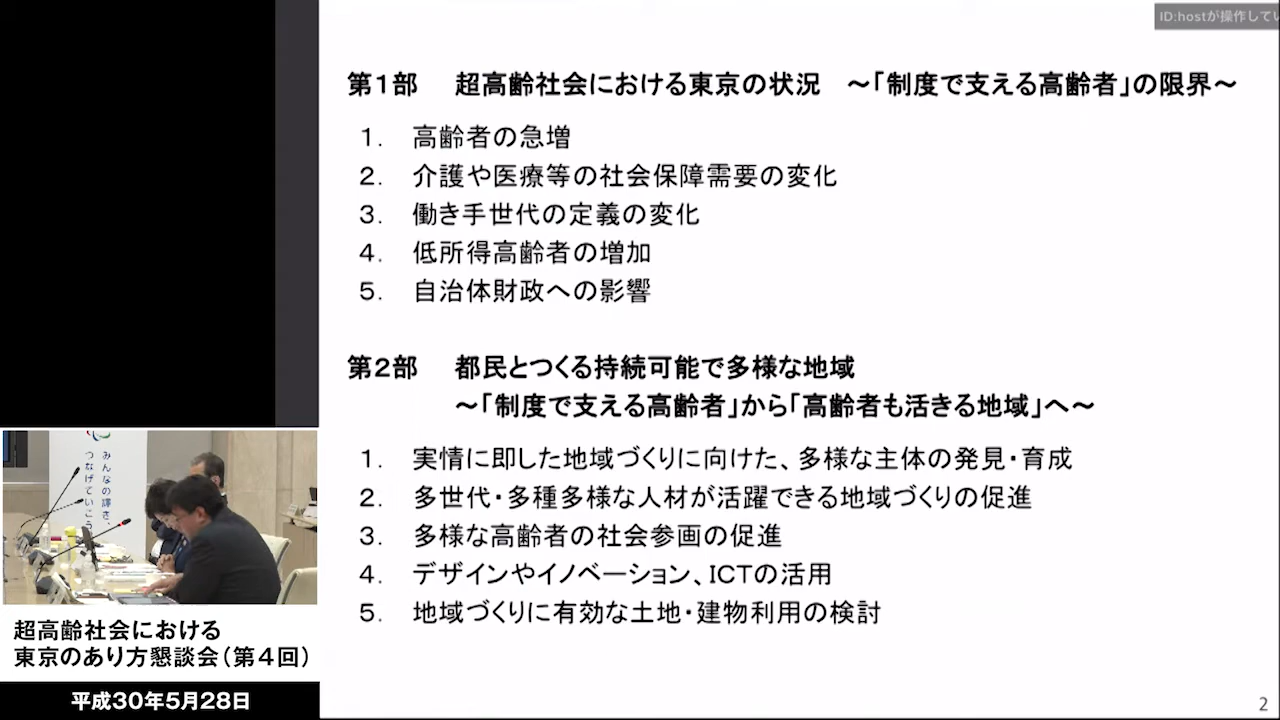 ID:hostが操作してい
第1部 超高齢社会における東京の状況 ～「制度で支える高齢者」の限界～
1. 高齢者の急増
2. 介護や医療等の社会保障需要の変化
3. 働き手世代の定義の変化
4. 低所得高齢者の増加
5. 自治体財政への影響
第2部 都民とつくる持続可能で多様な地域
～「制度で支える高齢者」から「高齢者も活きる地域」へ～
1. 実情に即した地域づくりに向けた、多様な主体の発見・育成
2. 多世代・多種多様な人材が活躍できる地域づくりの促進
3. 多様な高齢者の社会参画の促進
4. デザインやイノベーション、ICTの活用
5. 地域づくりに有効な土地・建物利用の検討
2
みんなの輝き、
つなげていこう
超高齢社会における
東京のあり方懇談会（第4回）
平成30年5月28日